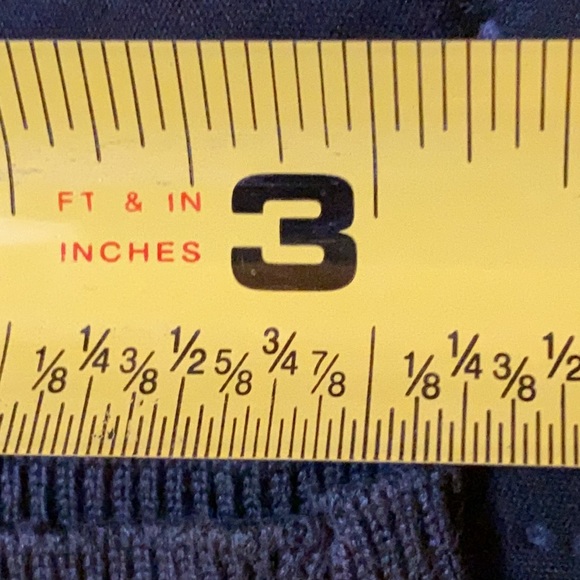 FT & IN
INCHES
3
1/8 1/4 3/8 1/2 5/8 3/4 7/8 1/8 1/4 3/8 1/2